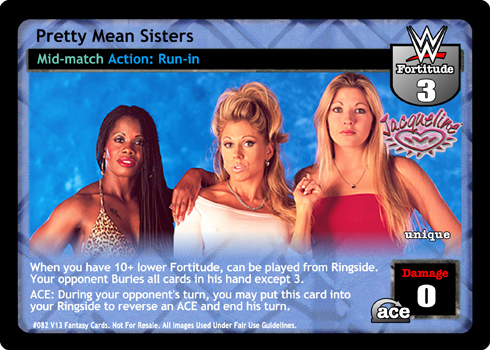 Pretty Mean Sisters
Mid-match Action: Run-in
W
Fortitude
3
Jacqueline
unique
When you have 10+ lower Fortitude, can be played from Ringside.
Your opponent Buries all cards in his hand except 3.
ACE: During your opponent's turn, you may put this card into
your Ringside to reverse an ACE and end his turn.
Damage
0
ace
#082 V13 Fantasy Cards. Not For Resale. All Images Used Under Fair Use Guidelines.